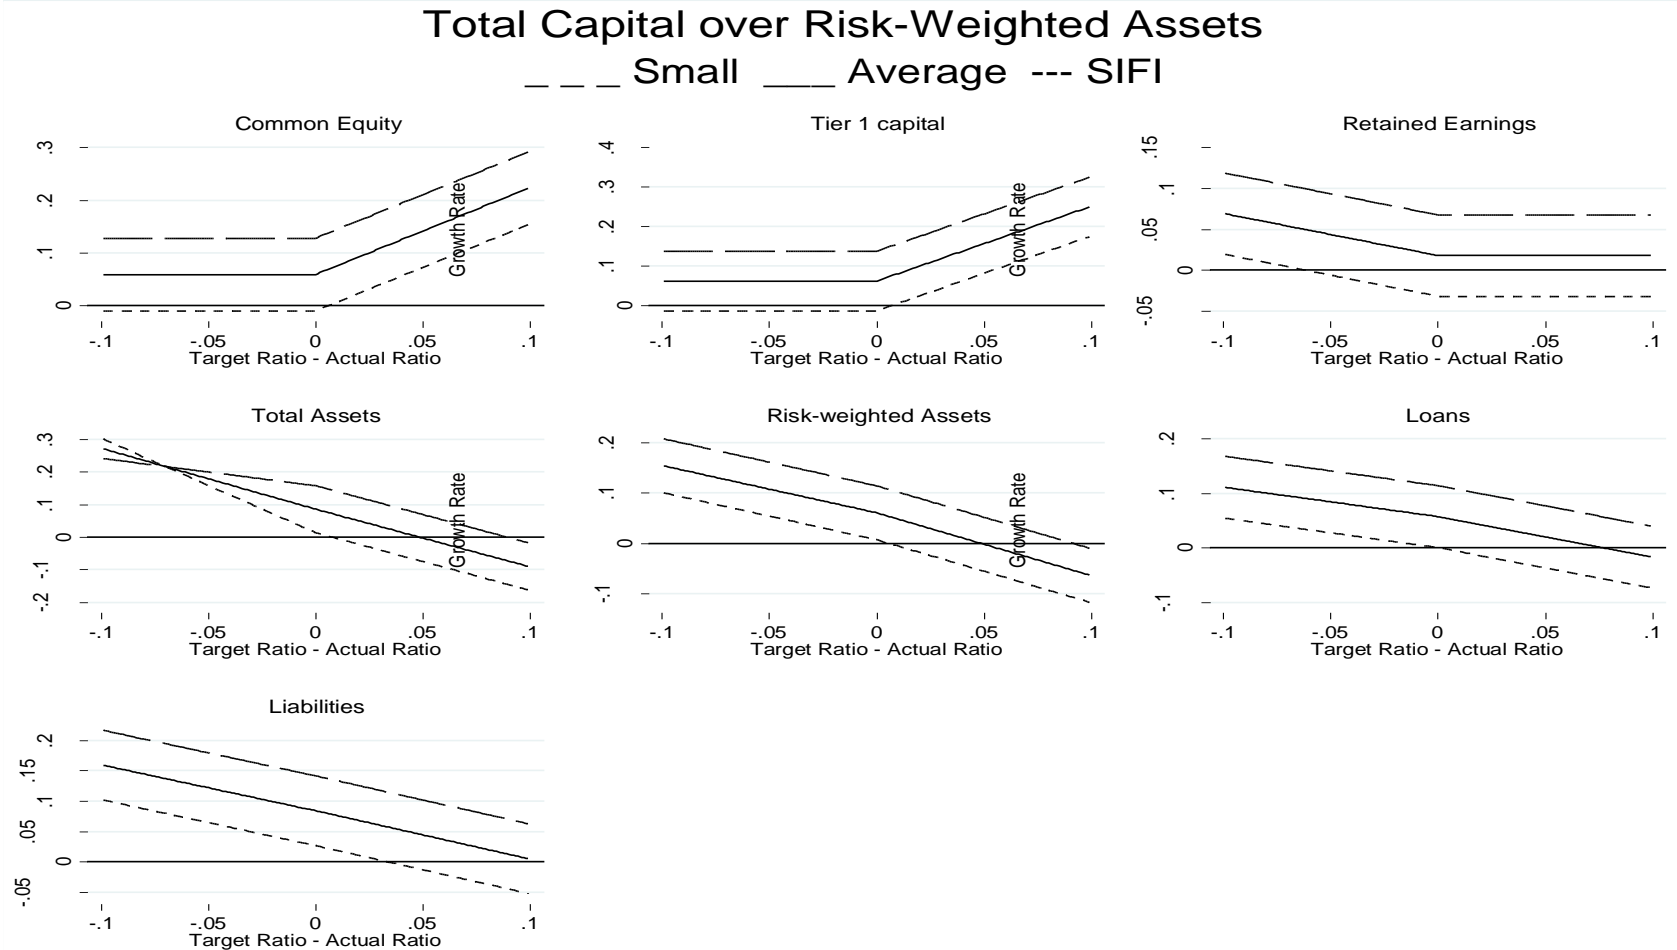 Total Capital over Risk-Weighted Assets
_ _ _ Small ___ Average --- SIFI
Common Equity
.3
.2
.1
0
-.1 -.05 0 .05 .1
Target Ratio - Actual Ratio
Growth Rate
Tier 1 capital
.4
.3
.2
.1
0
-.1 -.05 0 .05 .1
Target Ratio - Actual Ratio
Growth Rate
Retained Earnings
.15
.1
.05
0
-.05
-.1 -.05 0 .05 .1
Target Ratio - Actual Ratio
Total Assets
.3
.2
.1
0
-.1
-.2
-.1 -.05 0 .05 .1
Target Ratio - Actual Ratio
Growth Rate
Risk-weighted Assets
.2
.1
0
-.1
-.1 -.05 0 .05 .1
Target Ratio - Actual Ratio
Growth Rate
Loans
.2
.1
0
-.1
-.1 -.05 0 .05 .1
Target Ratio - Actual Ratio
Liabilities
.2
.15
.1
.05
0
-.05
-.1 -.05 0 .05 .1
Target Ratio - Actual Ratio